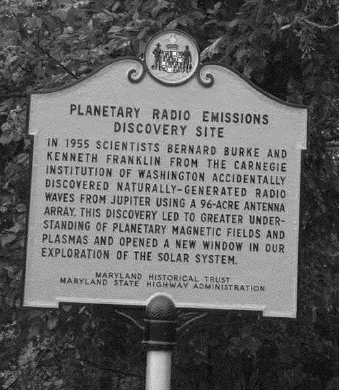 PLANETARY RADIO EMISSIONS
DISCOVERY SITE
IN 1955 SCIENTISTS BERNARD BURKE AND
KENNETH FRANKLIN FROM THE CARNEGIE
INSTITUTION OF WASHINGTON ACCIDENTALLY
DISCOVERED NATURALLY-GENERATED RADIO
WAVES FROM JUPITER USING A 96-ACRE ANTENNA
ARRAY. THIS DISCOVERY LED TO GREATER UNDER-
STANDING OF PLANETARY MAGNETIC FIELDS AND
PLASMAS AND OPENED A NEW WINDOW IN OUR
EXPLORATION OF THE SOLAR SYSTEM.
MARYLAND HISTORICAL TRUST
MARYLAND STATE HIGHWAY ADMINISTRATION